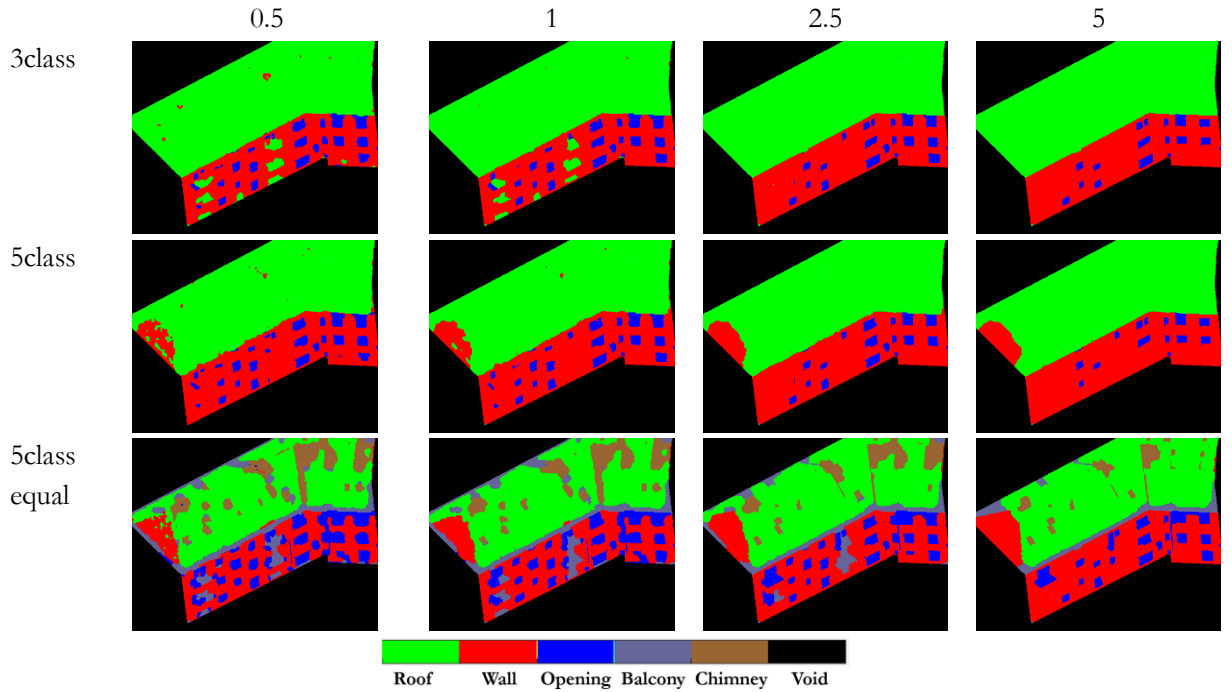 0.5 1 2.5 5
3class
5class
5class
equal
Roof Wall Opening Balcony Chimney Void